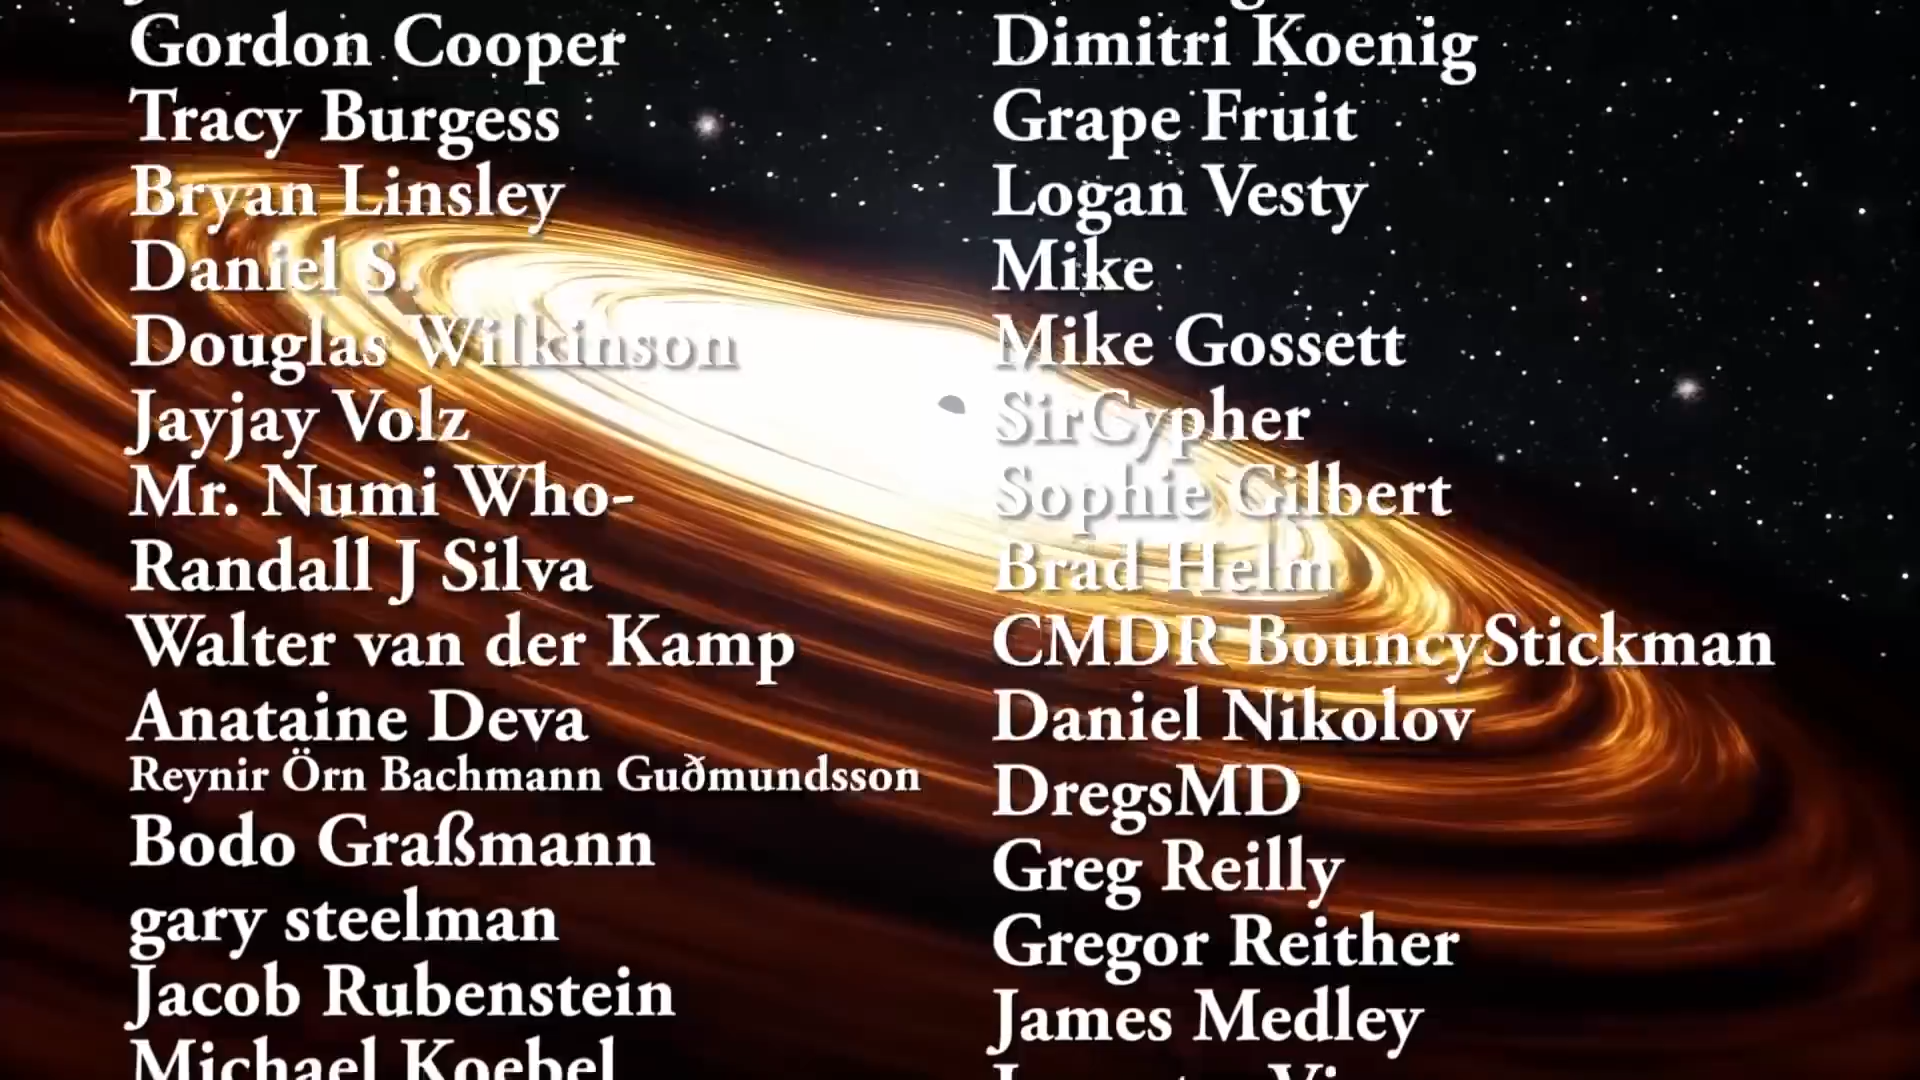 Gordon Cooper
Tracy Burgess
Bryan Linsley
Daniel S.
Douglas Wilkinson
Jayjay Volz
Mr. Numi Who-
Randall J Silva
Walter van der Kamp
Anataine Deva
Reynir Örn Bachmann Guðmundsson
Bodo Graßmann
gary steelman
Jacob Rubenstein
Michael Koebel
Dimitri Koenig
Grape Fruit
Logan Vesty
Mike
Mike Gossett
SirCypher
Sophie Gilbert
Brad Helm
CMDR BouncyStickman
Daniel Nikolov
DregsMD
Greg Reilly
Gregor Reither
James Medley